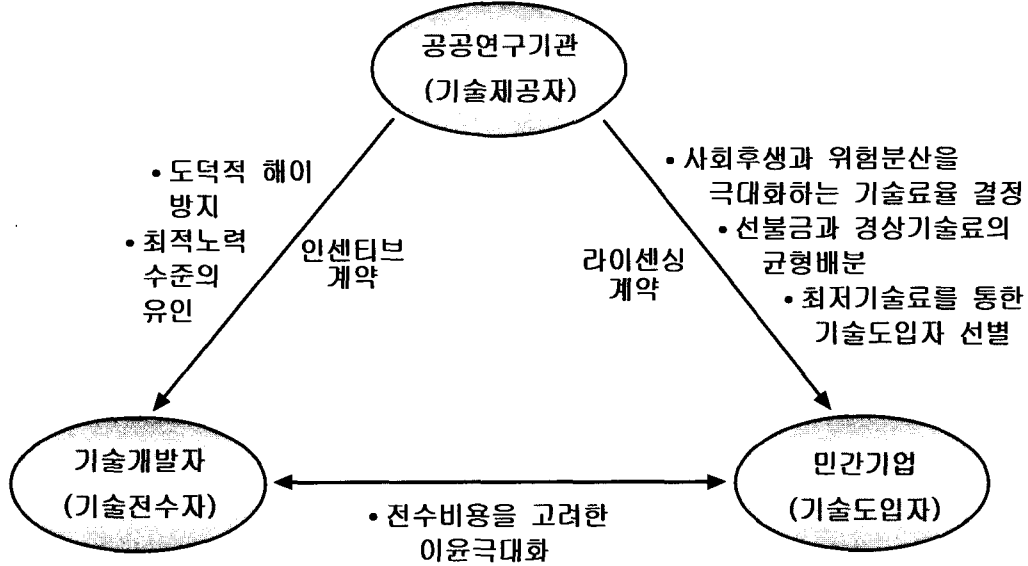 공공연구기관
(기술제공자)
• 도덕적 해이
방지
• 최적노력
수준의
유인
인센티브
계약
라이센싱
계약
• 사회후생과 위험분산을
극대화하는 기술료율 결정
• 선불금과 경상기술료의
균형배분
• 최저기술료를 통한
기술도입자 선별
기술개발자
(기술전수자)
• 전수비용을 고려한
이윤극대화
민간기업
(기술도입자)